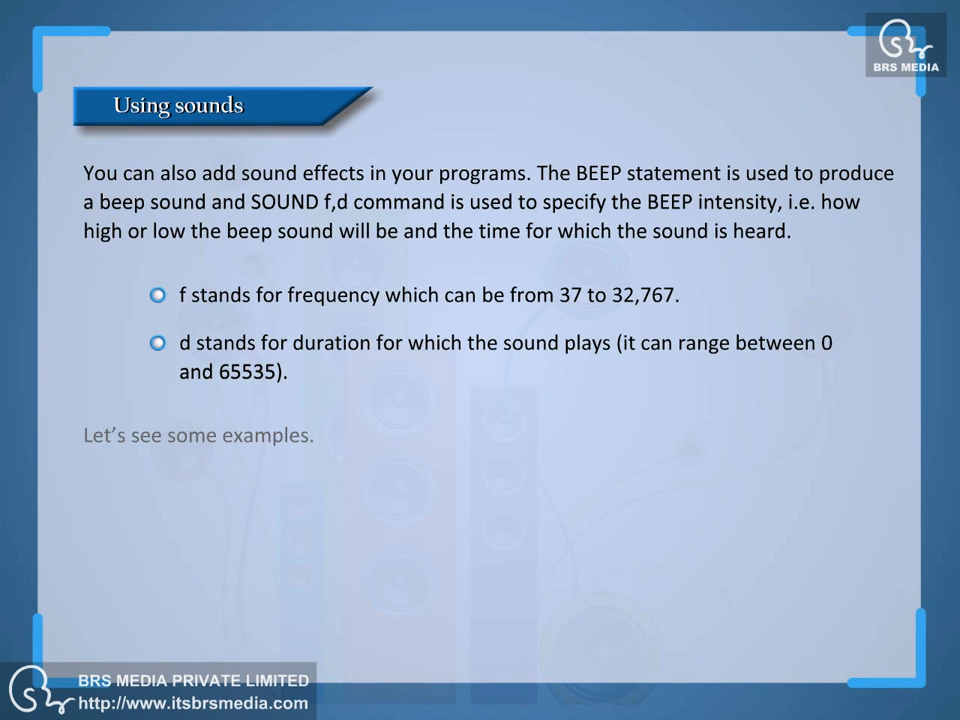 BRS MEDIA
Using sounds
You can also add sound effects in your programs. The BEEP statement is used to produce
a beep sound and SOUND f,d command is used to specify the BEEP intensity, i.e. how
high or low the beep sound will be and the time for which the sound is heard.
f stands for frequency which can be from 37 to 32,767.
d stands for duration for which the sound plays (it can range between 0
and 65535).
Let’s see some examples.
BRS MEDIA PRIVATE LIMITED
http://www.itsbrsmedia.com